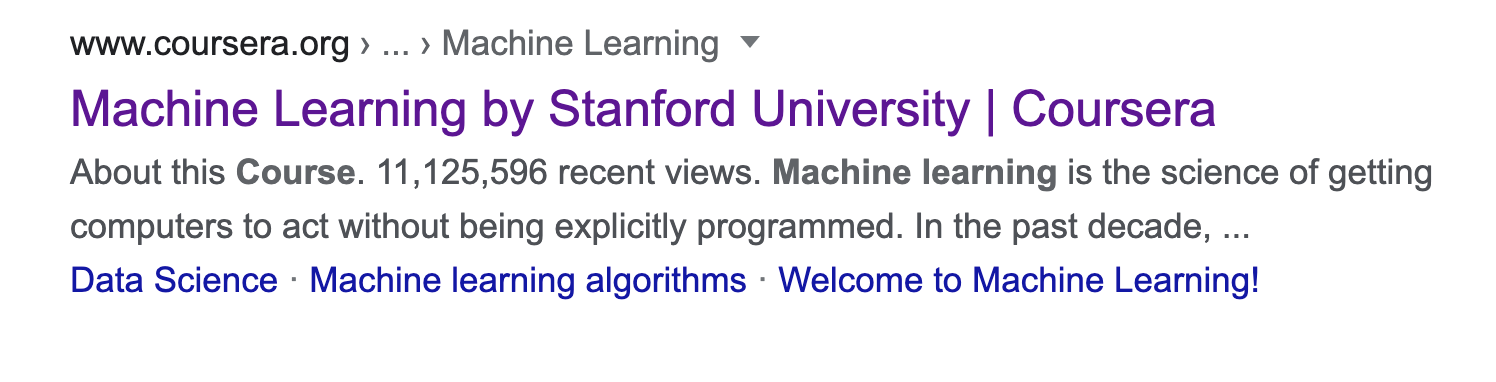 www.coursera.org › ... › Machine Learning
Machine Learning by Stanford University | Coursera
About this Course. 11,125,596 recent views. Machine learning is the science of getting
computers to act without being explicitly programmed. In the past decade, ...
Data Science · Machine learning algorithms · Welcome to Machine Learning!